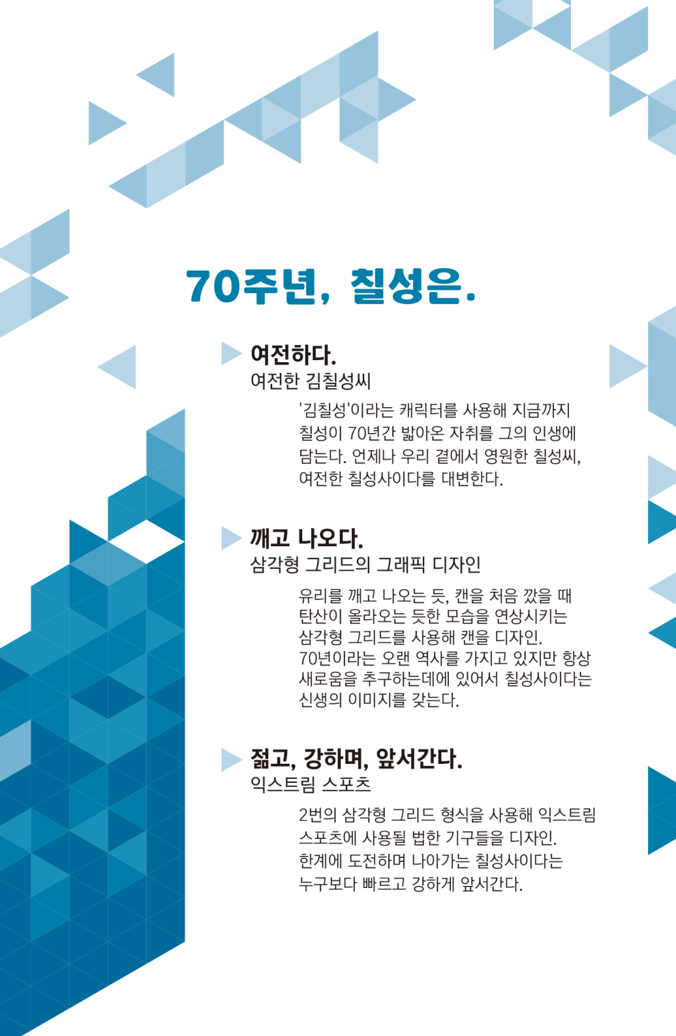 70주년, 칠성은.
여전하다.
여전한 김칠성씨
'김칠성'이라는 캐릭터를 사용해 지금까지
칠성이 70년간 밟아온 자취를 그의 인생에
담는다. 언제나 우리 곁에서 영원한 칠성씨,
여전한 칠성사이다를 대변한다.
깨고 나오다.
삼각형 그리드의 그래픽 디자인
유리를 깨고 나오는 듯, 캔을 처음 깠을 때
탄산이 올라오는 듯한 모습을 연상시키는
삼각형 그리드를 사용해 캔을 디자인.
70년이라는 오랜 역사를 가지고 있지만 항상
새로움을 추구하는데에 있어서 칠성사이다는
신생의 이미지를 갖는다.
젊고, 강하며, 앞서간다.
익스트림 스포츠
2번의 삼각형 그리드 형식을 사용해 익스트림
스포츠에 사용될 법한 기구들을 디자인.
한계에 도전하며 나아가는 칠성사이다는
누구보다 빠르고 강하게 앞서간다.